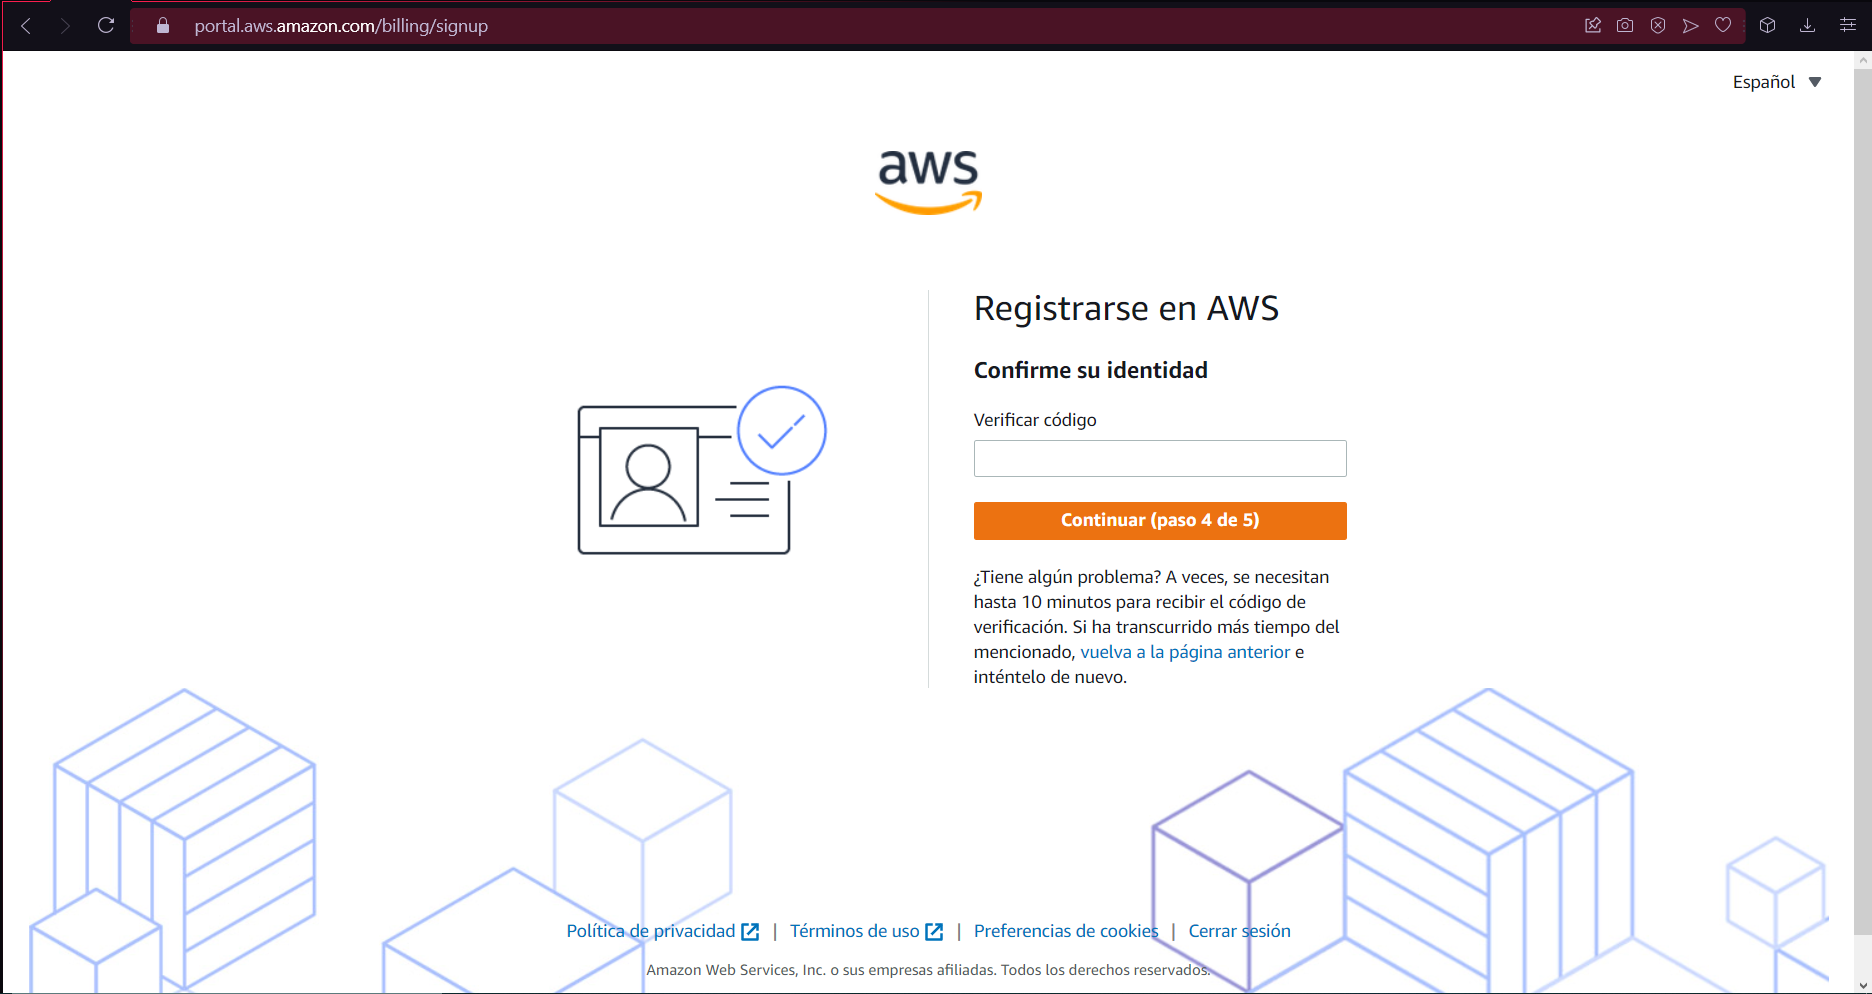 portal.aws.amazon.com/billing/signup
Español
aws
Registrarse en AWS
Confirme su identidad
Verificar código
Continuar (paso 4 de 5)
¿Tiene algún problema? A veces, se necesitan
hasta 10 minutos para recibir el código de
verificación. Si ha transcurrido más tiempo del
mencionado, vuelva a la página anterior e
inténtelo de nuevo.
Política de privacidad | Términos de uso | Preferencias de cookies | Cerrar sesión
Amazon Web Services, Inc. o sus empresas afiliadas. Todos los derechos reservados.